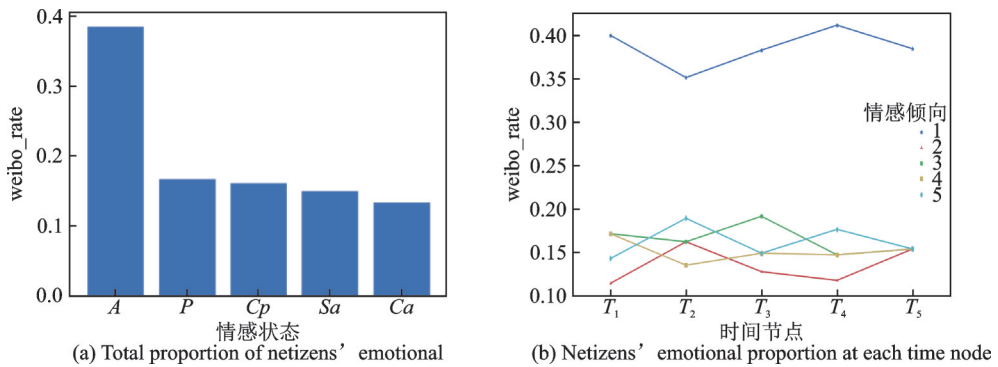 0.4
0.3
0.2
0.1
0.0
weibo_rate
A P Cp Sa Ca
情感状态
(a) Total proportion of netizens' emotional
0.40
0.35
0.30
0.25
0.20
0.15
0.10
weibo_rate
情感倾向
1
2
3
4
5
T1 T2 T3 T4 T5
时间节点
(b) Netizens' emotional proportion at each time node